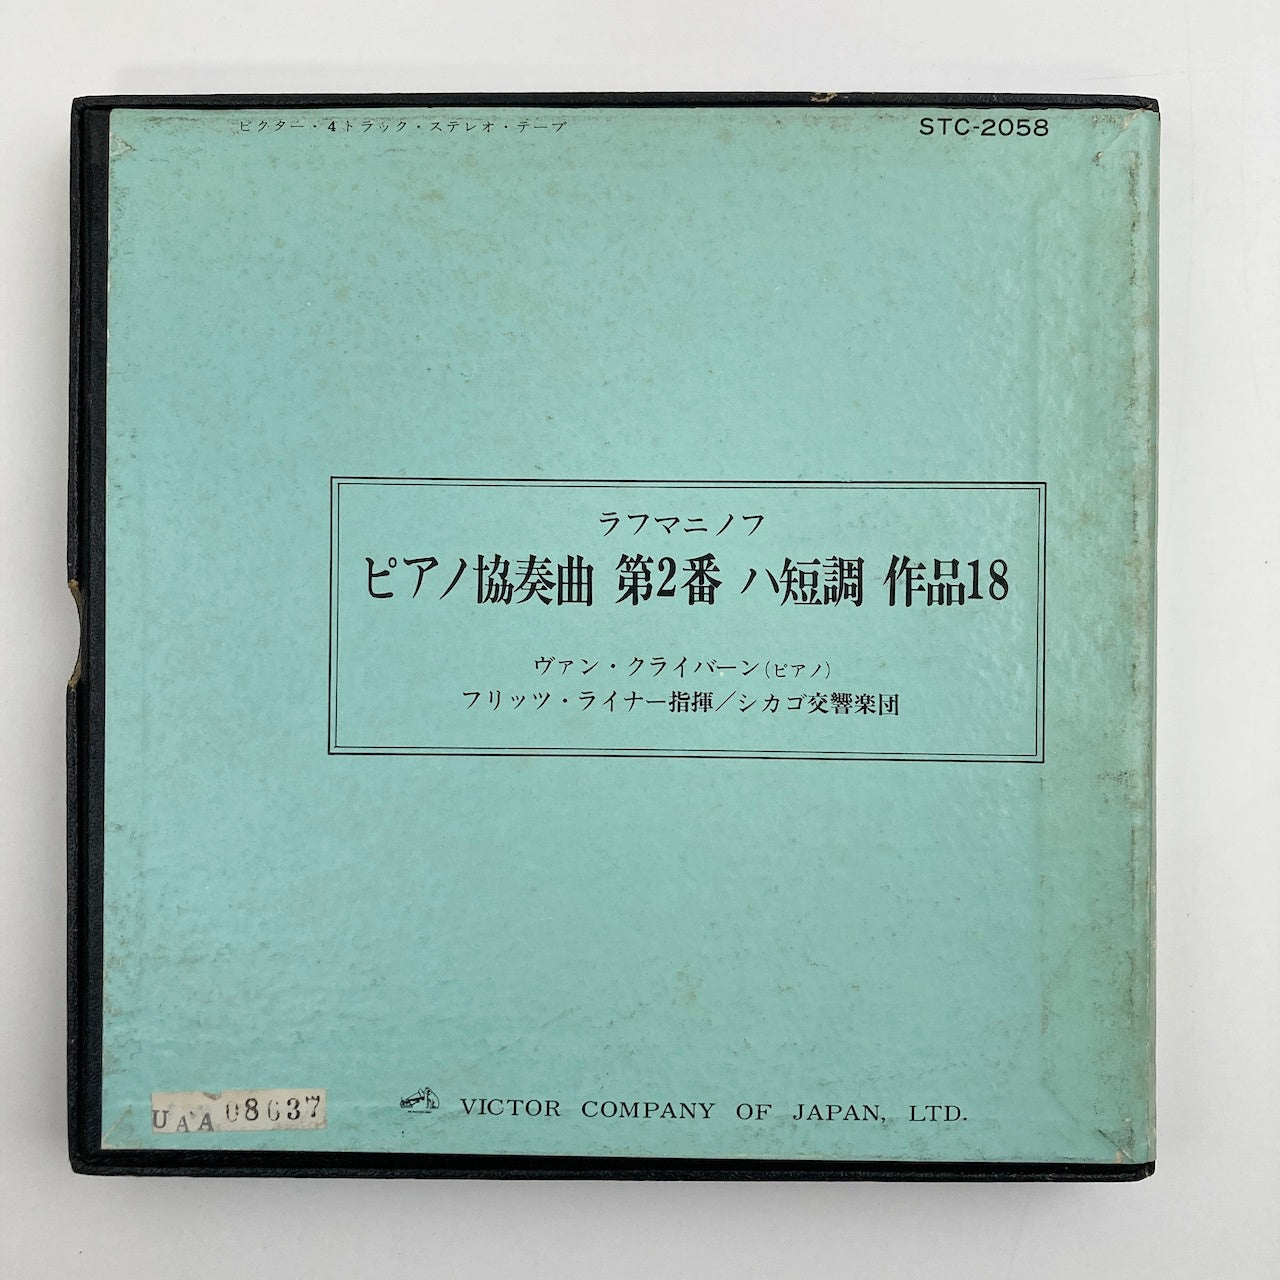 ビクター・4トラック・ステレオ・テープ
STC-2058
ラフマニノフ
ピアノ協奏曲 第2番 ハ短調 作品18
ヴァン・クライバーン(ピアノ)
フリッツ・ライナー指揮/シカゴ交響楽団
UAA 08637
VICTOR COMPANY OF JAPAN, LTD.